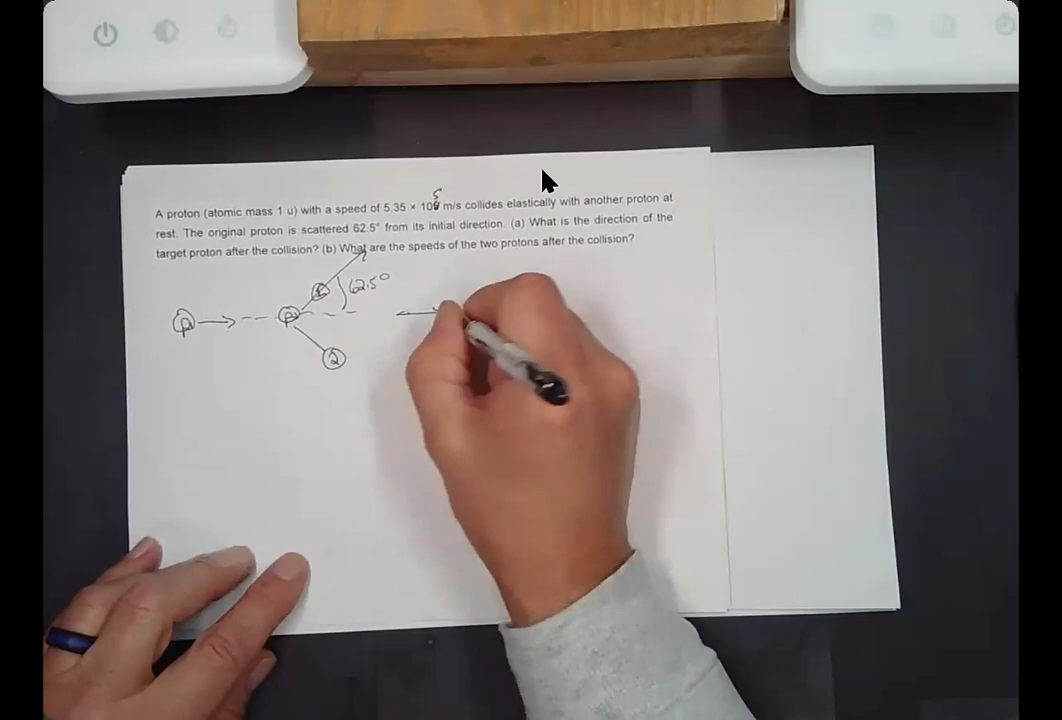 A proton (atomic mass 1 u) with a speed of 5.35 × 10⁵ m/s collides elastically with another proton at
rest. The original proton is scattered 62.5° from its initial direction. (a) What is the direction of the
target proton after the collision? (b) What are the speeds of the two protons after the collision?
62.5°
p
p
2